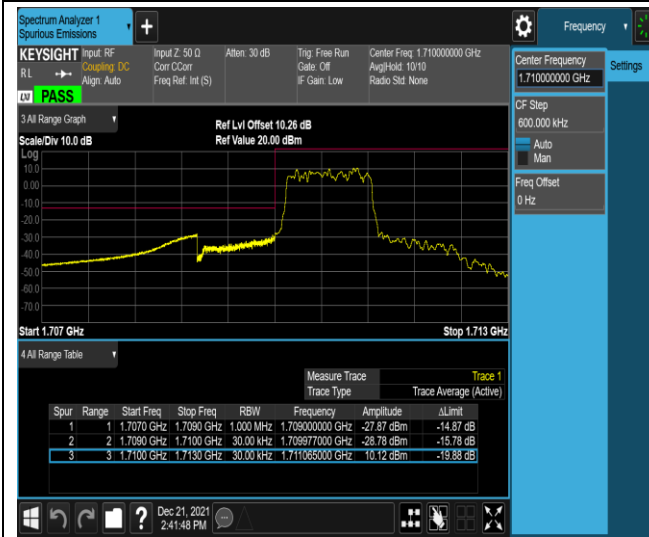 Spectrum Analyzer 1
Spurious Emissions
+
Frequency
KEYSIGHT Input: RF Input Z: 50 Ω Atten: 30 dB Trig: Free Run Center Freq: 1.710000000 GHz
RL Coupling: DC Corr CCorr Gate: Off Avg|Hold: 10/10
Align: Auto Freq Ref: Int (S) IF Gain: Low Radio Std: None
LXI PASS
Center Frequency
1.710000000 GHz
Settings
CF Step
600.000 kHz
Auto
Man
Freq Offset
0 Hz
3 All Range Graph
Ref Lvl Offset 10.26 dB
Scale/Div 10.0 dB Ref Value 20.00 dBm
Log
10.0
0.00
-10.0
-20.0
-30.0
-40.0
-50.0
-60.0
-70.0
Start 1.707 GHz Stop 1.713 GHz
4 All Range Table
Measure Trace Trace 1
Trace Type Trace Average (Active)
Spur Range Start Freq Stop Freq RBW Frequency Amplitude ΔLimit
1 1 1.7070 GHz 1.7090 GHz 1.000 MHz 1.709000000 GHz -27.87 dBm -14.87 dB
2 2 1.7090 GHz 1.7100 GHz 30.00 kHz 1.709977000 GHz -28.78 dBm -15.78 dB
3 3 1.7100 GHz 1.7130 GHz 30.00 kHz 1.711065000 GHz 10.12 dBm -19.88 dB
?
Dec 21, 2021
2:41:48 PM